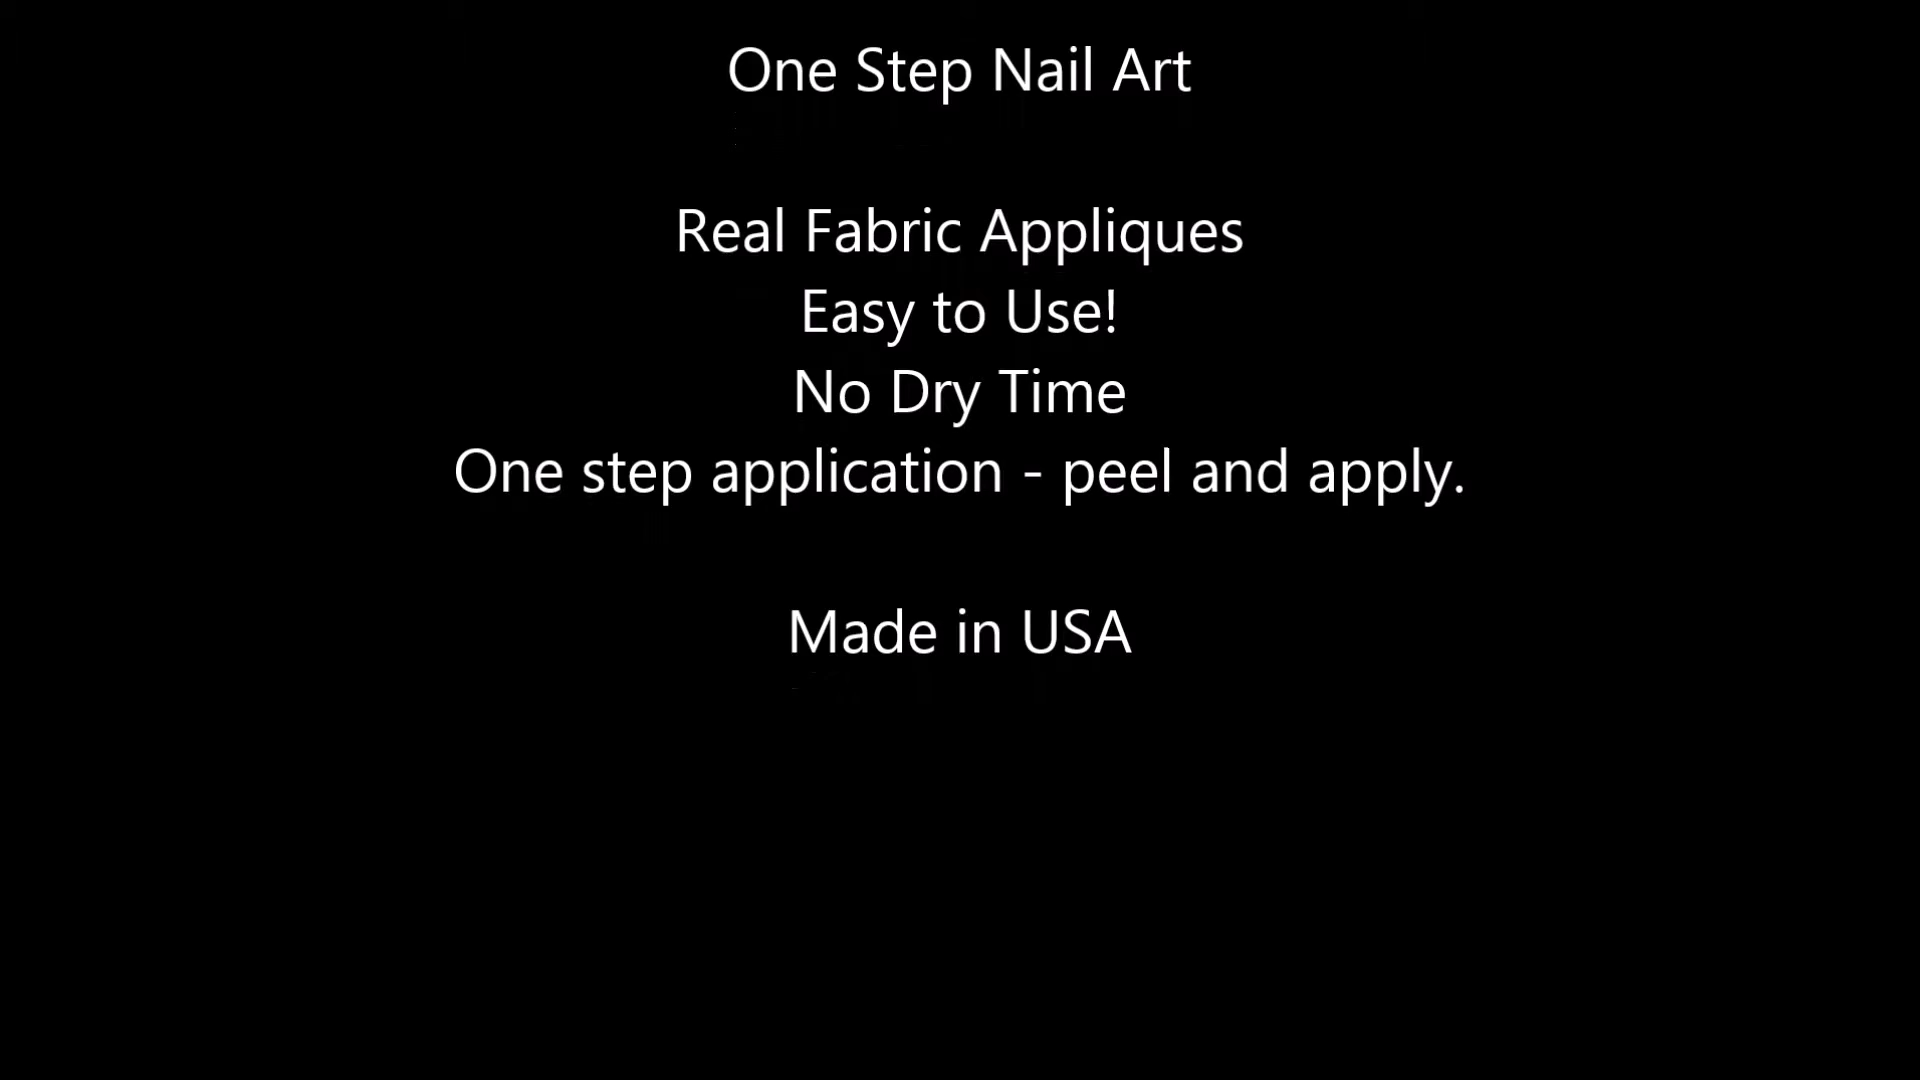 One Step Nail Art
Real Fabric Appliques
Easy to Use!
No Dry Time
One step application - peel and apply.
Made in USA